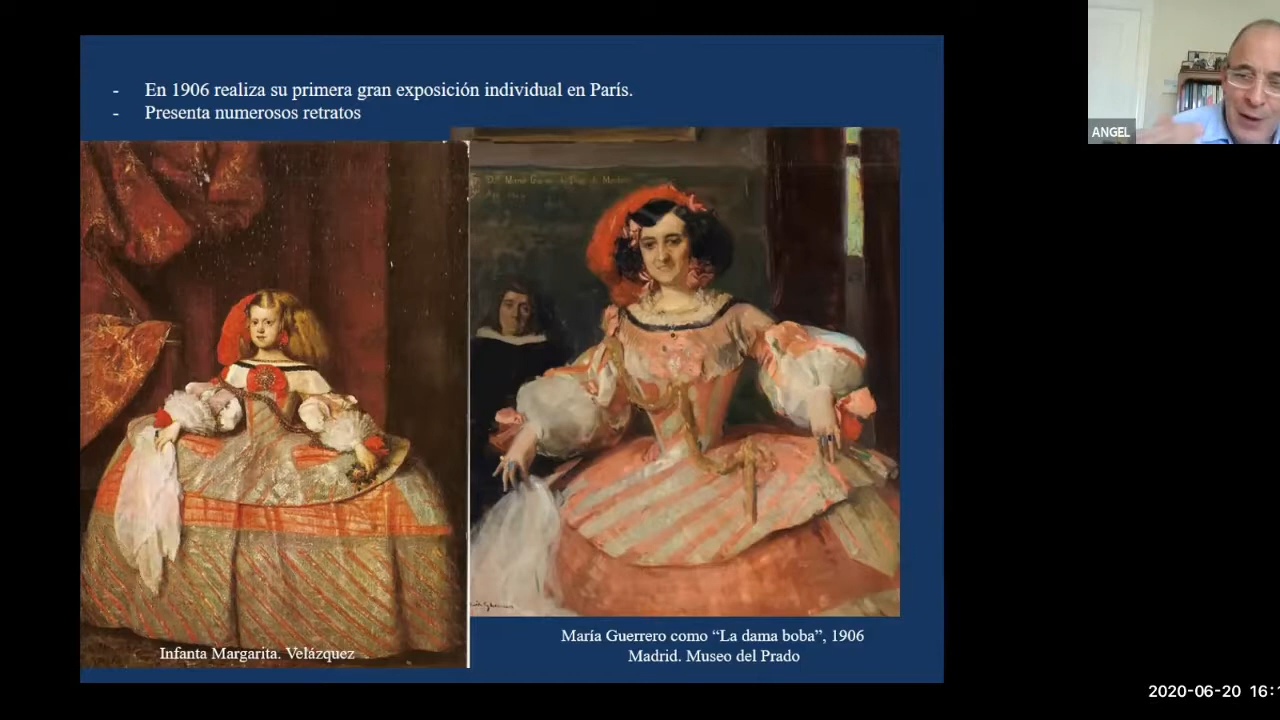 - En 1906 realiza su primera gran exposición individual en París.
- Presenta numerosos retratos
ANGEL
Infanta Margarita. Velázquez
María Guerrero como “La dama boba”, 1906
Madrid. Museo del Prado
2020-06-20 16: